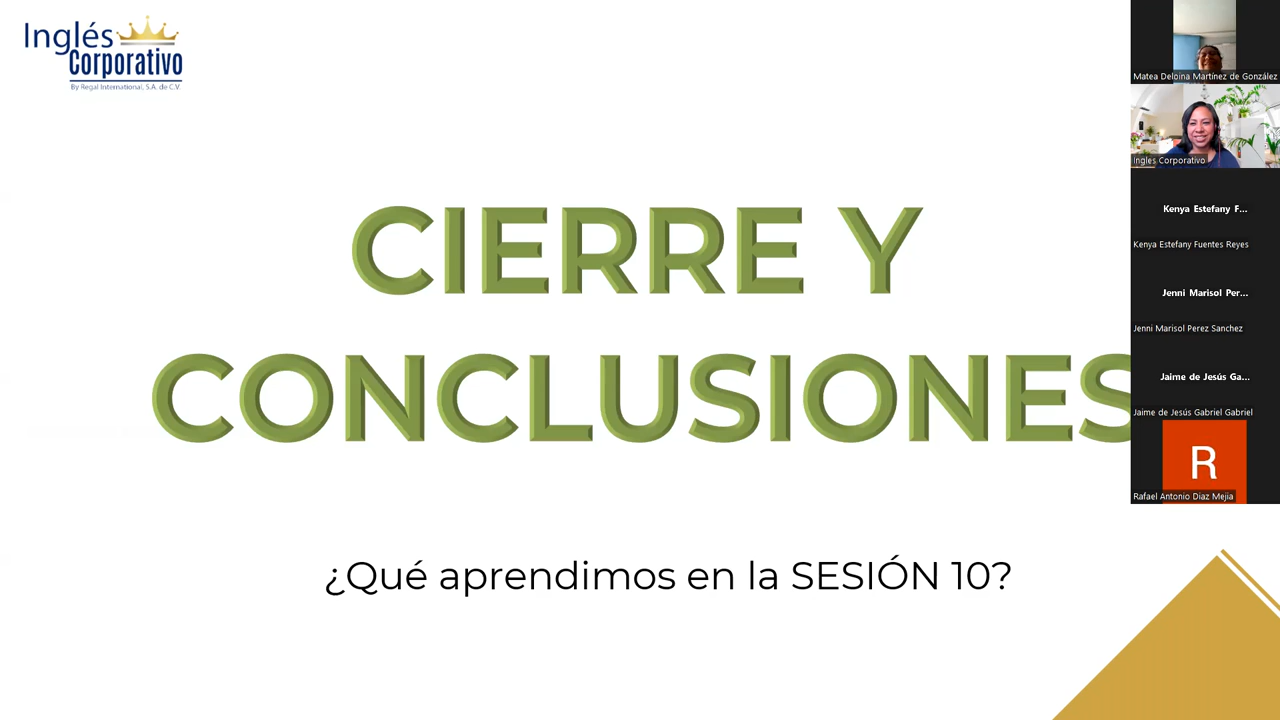 Inglés
Corporativo
By Regal International, S.A. de C.V.
CIERRE Y
CONCLUSIONES
¿Qué aprendimos en la SESIÓN 10?
Matea Deloina Martínez de González
Ingles Corporativo
Kenya Estefany F...
Kenya Estefany Fuentes Reyes
Jenni Marisol Per...
Jenni Marisol Perez Sanchez
Jaime de Jesús Ga...
Jaime de Jesús Gabriel Gabriel
R
Rafael Antonio Diaz Mejia